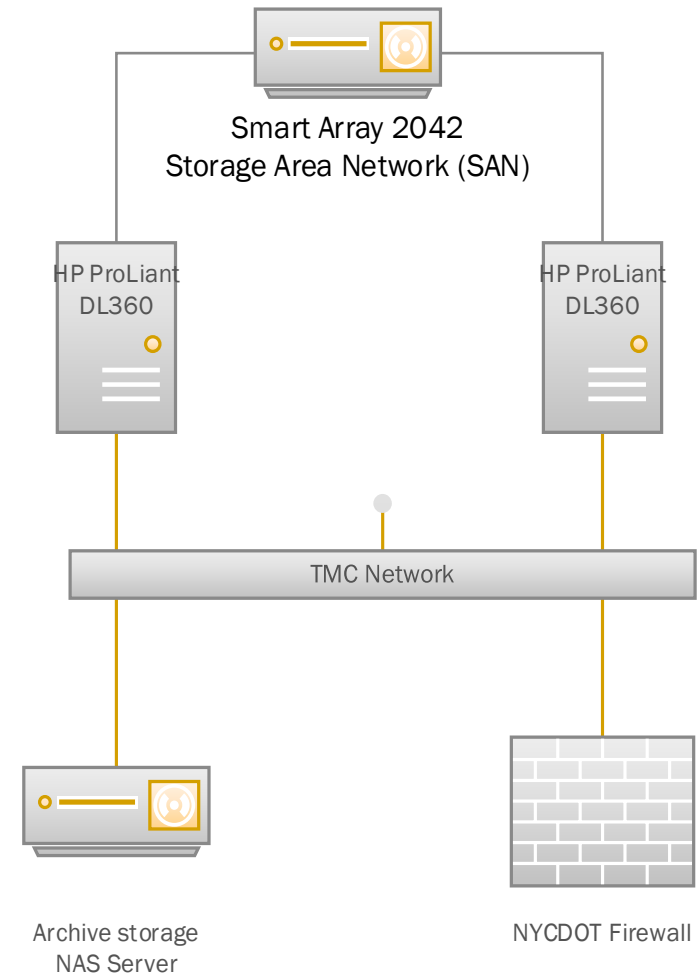 Smart Array 2042
Storage Area Network (SAN)
HP ProLiant
DL360
HP ProLiant
DL360
TMC Network
Archive storage
NAS Server
NYCDOT Firewall